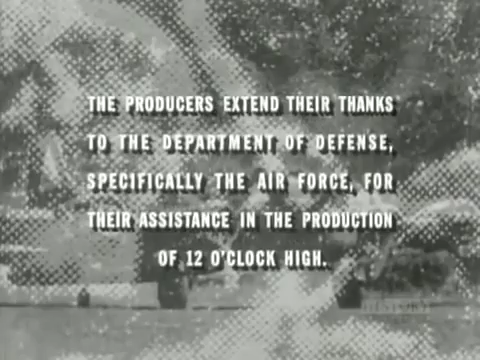 THE PRODUCERS EXTEND THEIR THANKS
TO THE DEPARTMENT OF DEFENSE,
SPECIFICALLY THE AIR FORCE, FOR
THEIR ASSISTANCE IN THE PRODUCTION
OF 12 O'CLOCK HIGH.
HISTORY